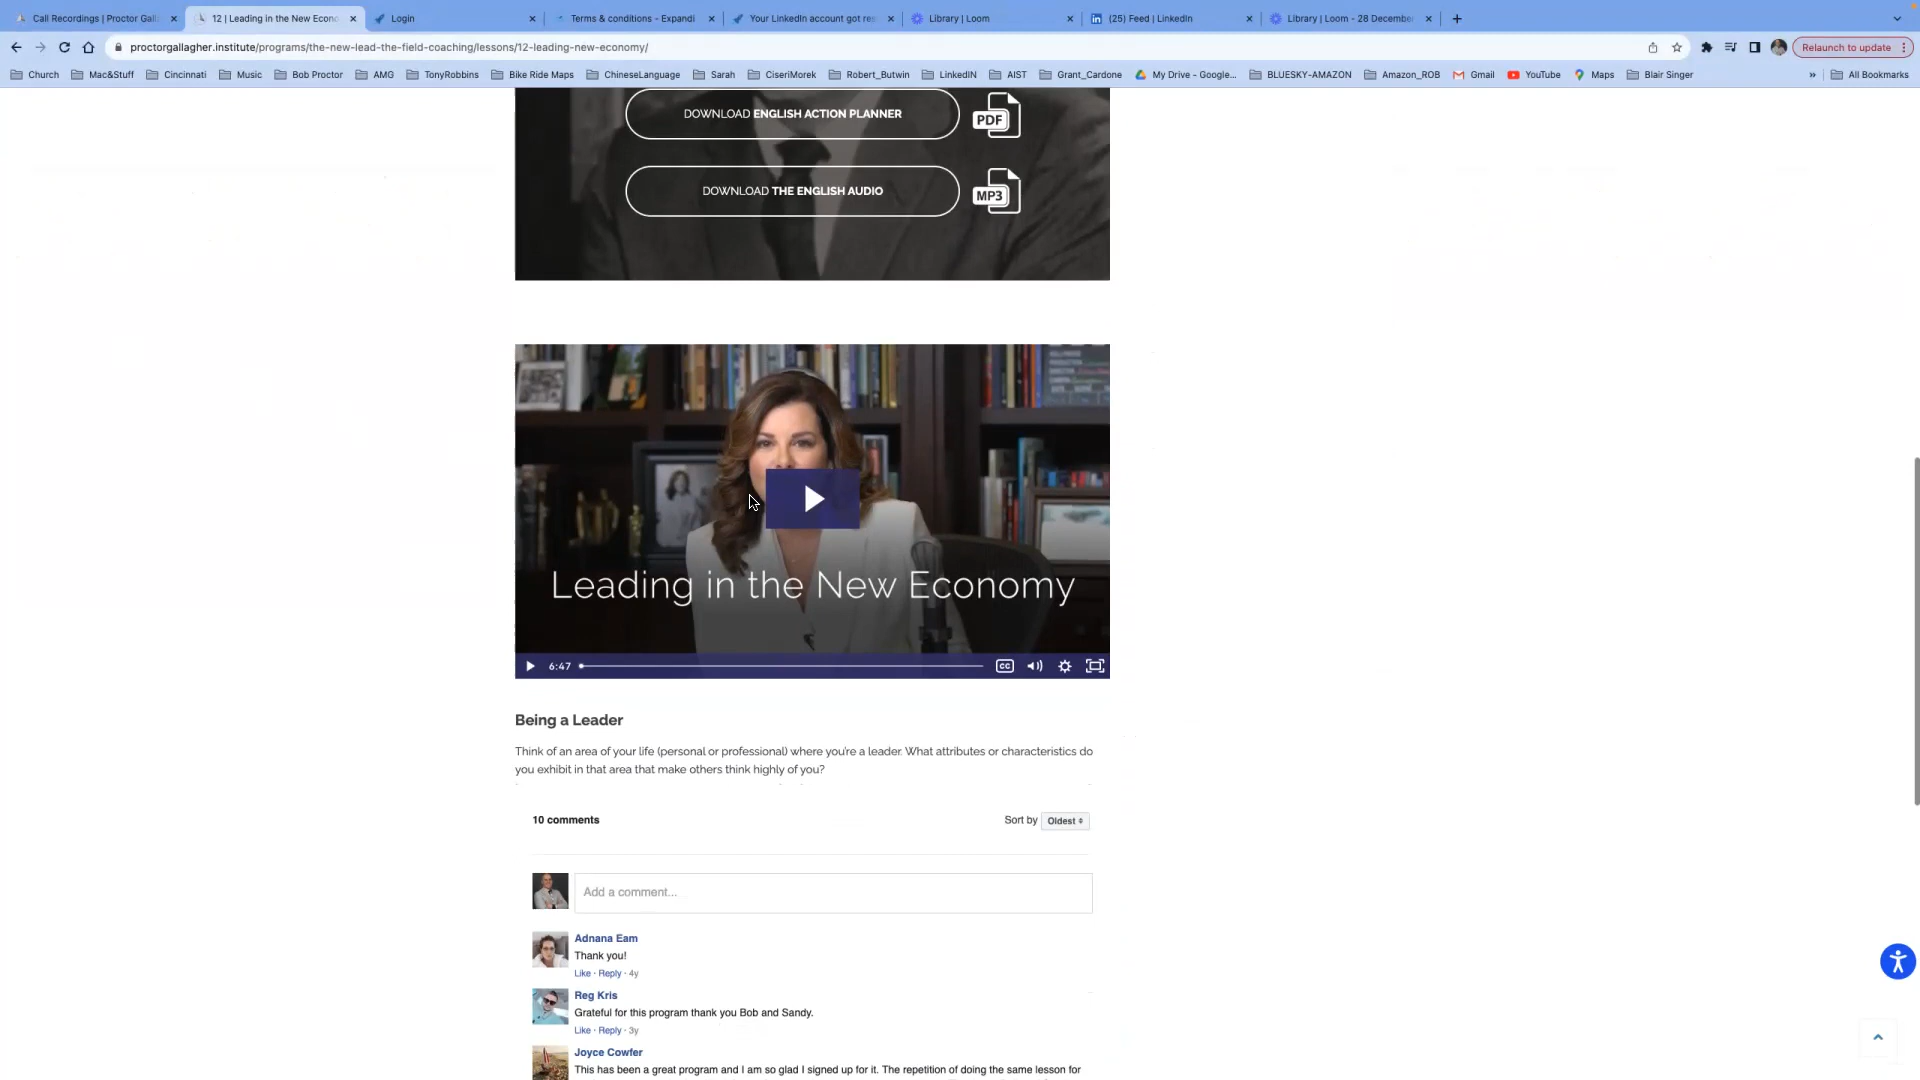 Call Recordings | Proctor Gall
12 | Leading in the New Econo
Login
Terms & conditions - Expandi
Your LinkedIn account got res
Library | Loom
(25) Feed | LinkedIn
Library | Loom - 28 December
proctorgallagher.institute/programs/the-new-lead-the-field-coaching/lessons/12-leading-new-economy/
Relaunch to update
Church
Mac&Stuff
Cincinnati
Music
Bob Proctor
AMG
TonyRobbins
Bike Ride Maps
ChineseLanguage
Sarah
CiseriMorek
Robert_Butwin
LinkedIN
AIST
Grant_Cardone
My Drive - Google...
BLUESKY-AMAZON
Amazon_ROB
Gmail
YouTube
Maps
Blair Singer
»
All Bookmarks
DOWNLOAD ENGLISH ACTION PLANNER
PDF
DOWNLOAD THE ENGLISH AUDIO
MP3
Leading in the New Economy
6:47
CC
Being a Leader
Think of an area of your life (personal or professional) where you're a leader. What attributes or characteristics do
you exhibit in that area that make others think highly of you?
10 comments
Sort by Oldest
Add a comment...
Adnana Eam
Thank you!
Like · Reply · 4y
Reg Kris
Grateful for this program thank you Bob and Sandy.
Like · Reply · 3y
Joyce Cowfer
This has been a great program and I am so glad I signed up for it. The repetition of doing the same lesson for